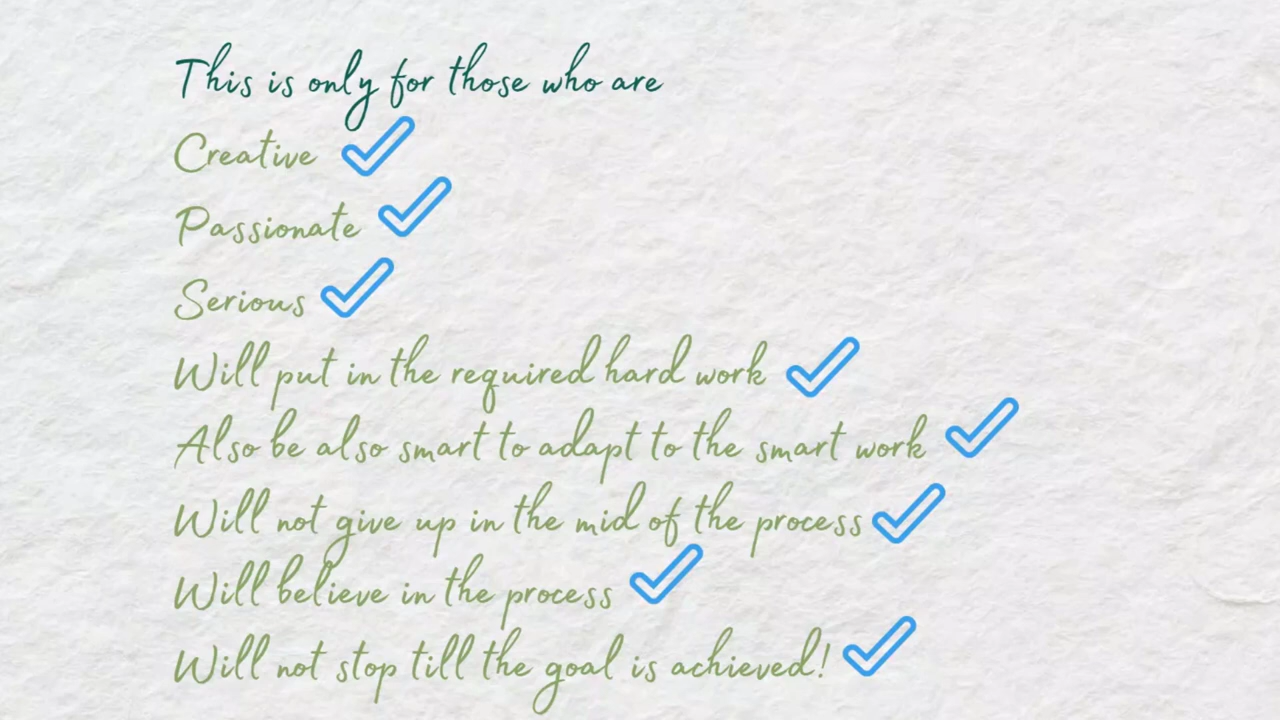 This is only for those who are
Creative
Passionate
Serious
Will put in the required hard work
Also be also smart to adapt to the smart work
Will not give up in the mid of the process
Will believe in the process
Will not stop till the goal is achieved!